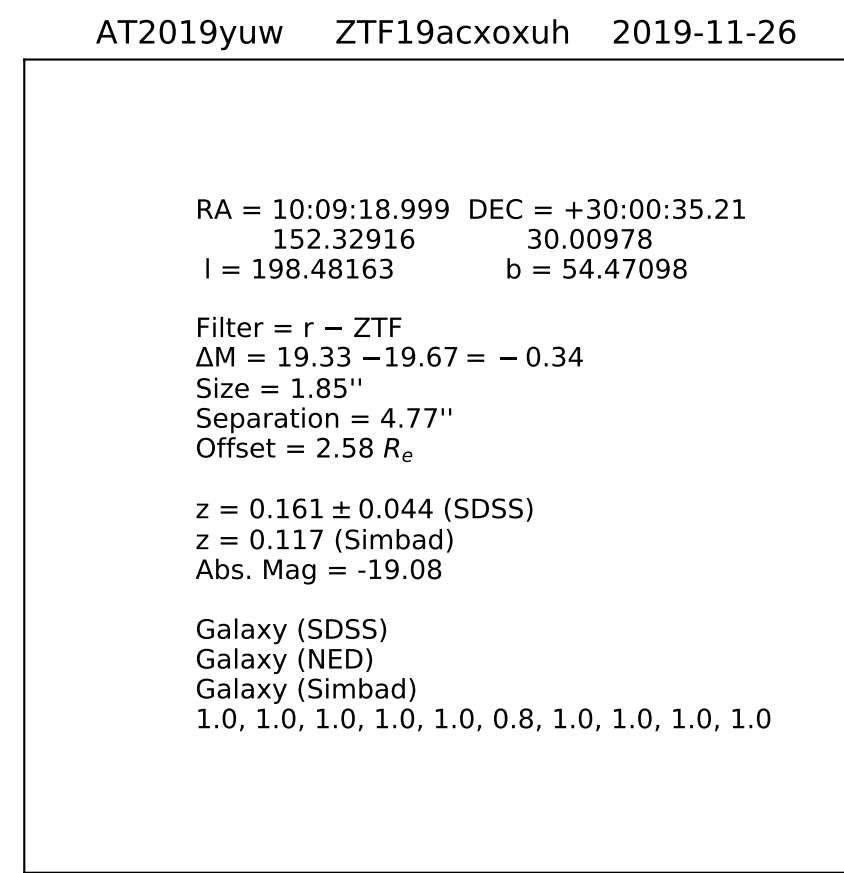 AT2019yuw ZTF19acxoxuh 2019-11-26
RA = 10:09:18.999 DEC = +30:00:35.21
152.32916 30.00978
l = 198.48163 b = 54.47098
Filter = r − ZTF
ΔM = 19.33 −19.67 = − 0.34
Size = 1.85''
Separation = 4.77''
Offset = 2.58 Rₑ
z = 0.161 ± 0.044 (SDSS)
z = 0.117 (Simbad)
Abs. Mag = -19.08
Galaxy (SDSS)
Galaxy (NED)
Galaxy (Simbad)
1.0, 1.0, 1.0, 1.0, 1.0, 0.8, 1.0, 1.0, 1.0, 1.0